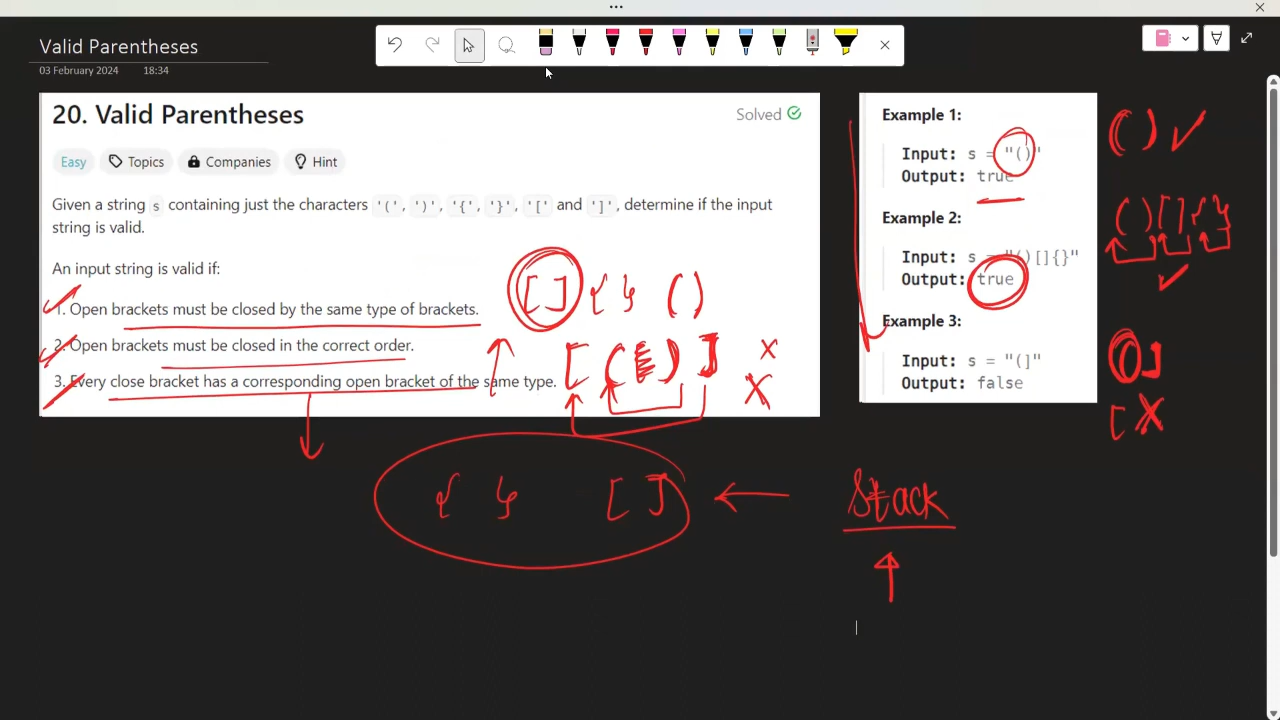 Valid Parentheses
03 February 2024 18:34
20. Valid Parentheses
Solved
Easy Topics Companies Hint
Given a string s containing just the characters '(', ')', '{', '}', '[' and ']', determine if the input
string is valid.
An input string is valid if:
1. Open brackets must be closed by the same type of brackets.
2. Open brackets must be closed in the correct order.
3. Every close bracket has a corresponding open bracket of the same type.
[ ] { } ( )
[ ( ) ] x
x
Example 1:
Input: s = "()"
Output: true
Example 2:
Input: s = "()[]{}"
Output: true
Example 3:
Input: s = "(]"
Output: false
( ) ✓
( ) [ ] { }
✓
( ]
[ X
{ } [ ] ← Stack